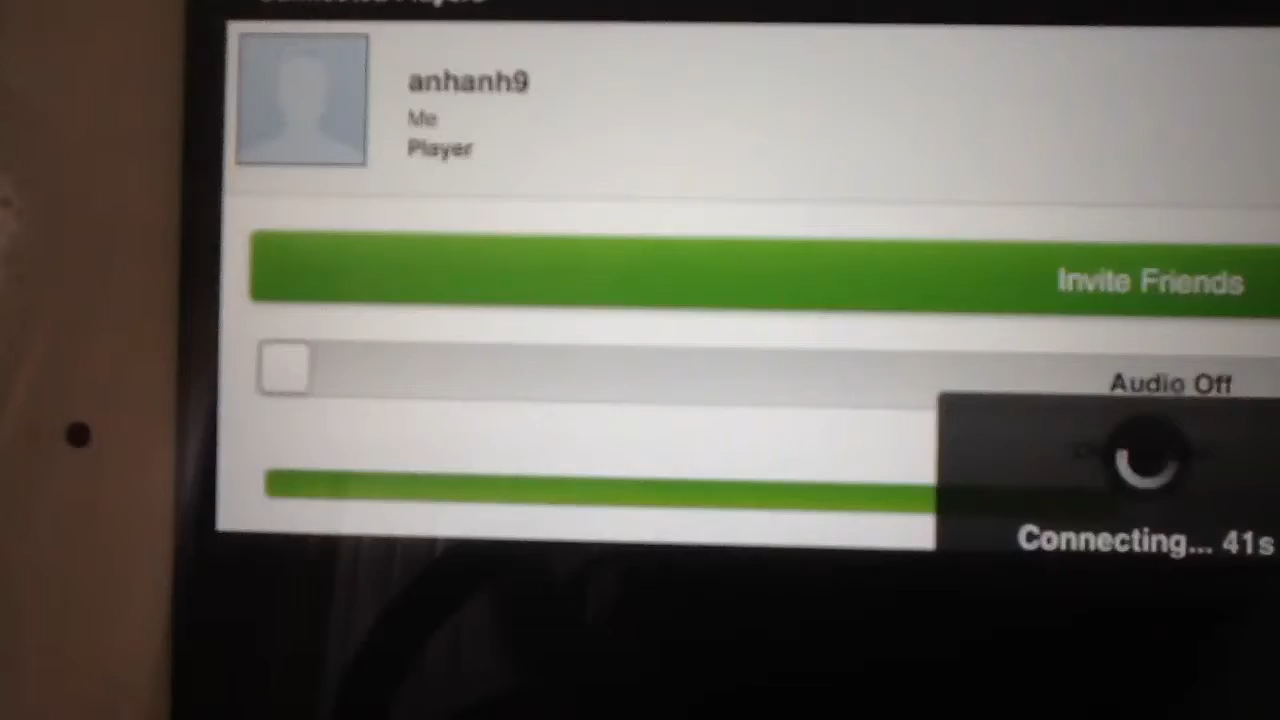 anhanh9
Me
Player
Invite Friends
Audio Off
Connecting... 41s